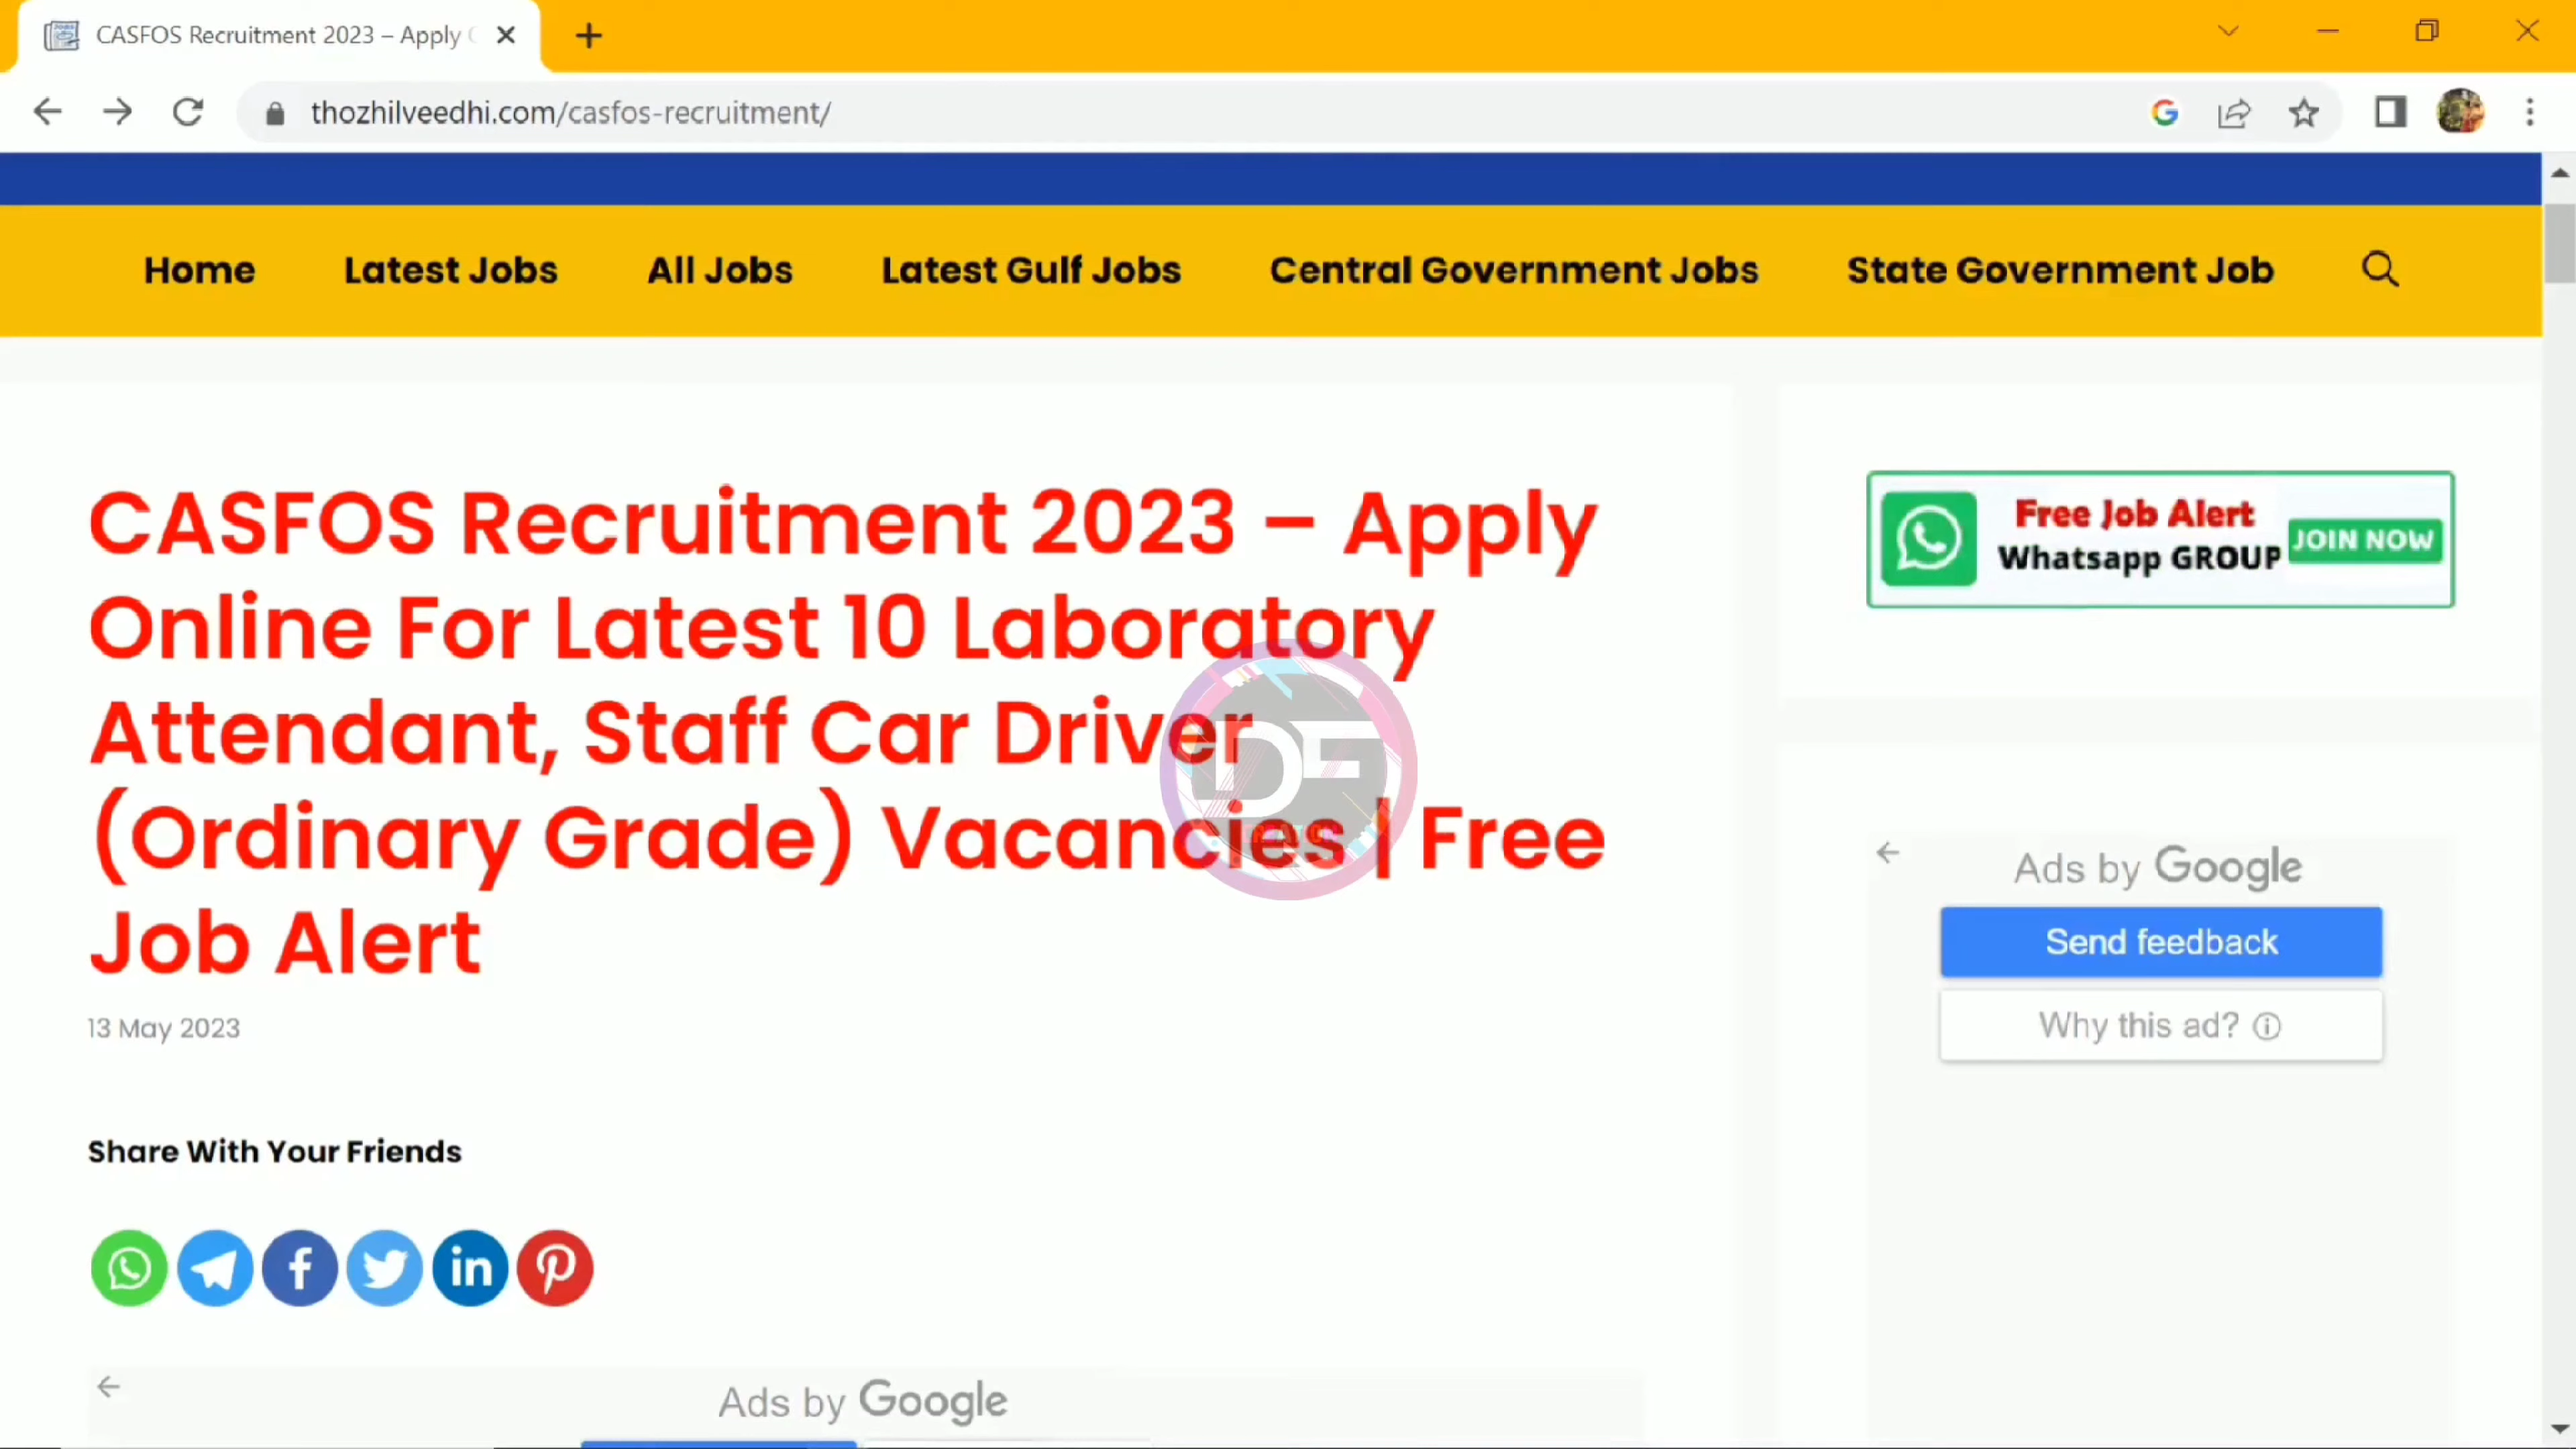 CASFOS Recruitment 2023 – Apply
thozhilveedhi.com/casfos-recruitment/
Home Latest Jobs All Jobs Latest Gulf Jobs Central Government Jobs State Government Job
CASFOS Recruitment 2023 – Apply
Online For Latest 10 Laboratory
Attendant, Staff Car Driver
(Ordinary Grade) Vacancies | Free
Job Alert
13 May 2023
Share With Your Friends
Ads by Google
Free Job Alert
Whatsapp GROUP
JOIN NOW
Ads by Google
Send feedback
Why this ad?
DF